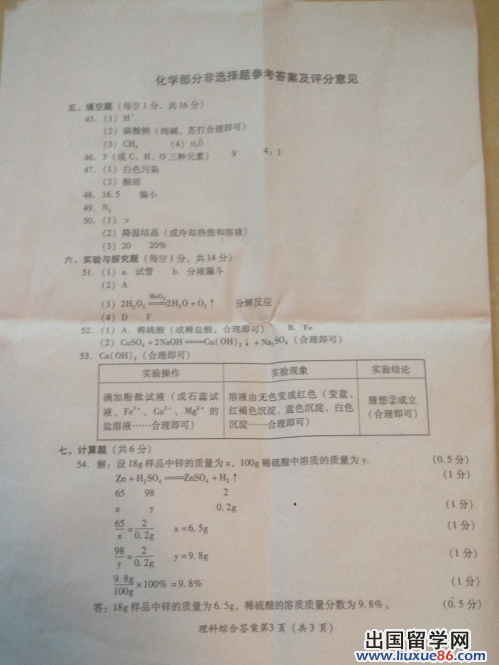 化学部分非选择题参考答案及评分意见
五、填空题（每空1分，共16分）
45.（1）H⁺
（2）碳酸钠（纯碱、苏打合理即可）
（3）CH₄ （4）H₂O
46. 3（或C、H、O三种元素） 9 4：1
47.（1）白色污染
（2）酸雨
48. 16.5 偏小
49. N₂
50.（1）>
（2）降温结晶（或冷却热饱和溶液）
（3）20 20%
六、实验与探究题（每空1分，共14分）
51.（1）a. 试管 b. 分液漏斗
（2）A
（3）2H₂O₂ MnO₂ ══ 2H₂O + O₂↑ 分解反应
（4）D F
52.（1）A. 稀硫酸（或稀盐酸，合理即可） B. Fe
（2）CuSO₄ + 2NaOH ══ Cu(OH)₂↓ + Na₂SO₄（合理即可）
53. Ca(OH)₂（合理即可）
实验操作 实验现象 实验结论
滴加酚酞试液（或石蕊试 溶液由无色变成红色（变蓝、 猜想②成立
液、Fe³⁺、Cu²⁺、Mg²⁺的 红褐色沉淀、蓝色沉淀、白色 （合理即可）
盐溶液……合理即可） 沉淀……合理即可）
七、计算题（共6分）
54. 解：设18g样品中锌的质量为x，100g稀硫酸中溶质的质量为y. （0.5分）
Zn + H₂SO₄ ══ ZnSO₄ + H₂↑ （1分）
65 98 2
x y 0.2g （1分）
65/x = 2/0.2g x = 6.5g （1分）
98/y = 2/0.2g y = 9.8g （1分）
9.8g/100g × 100% = 9.8% （1分）
答：18g样品中锌的质量为6.5g，稀硫酸的溶质质量分数为9.8%。 （0.5分）
理科综合答案第3页（共3页）
出国留学网
www.liuxue86.com